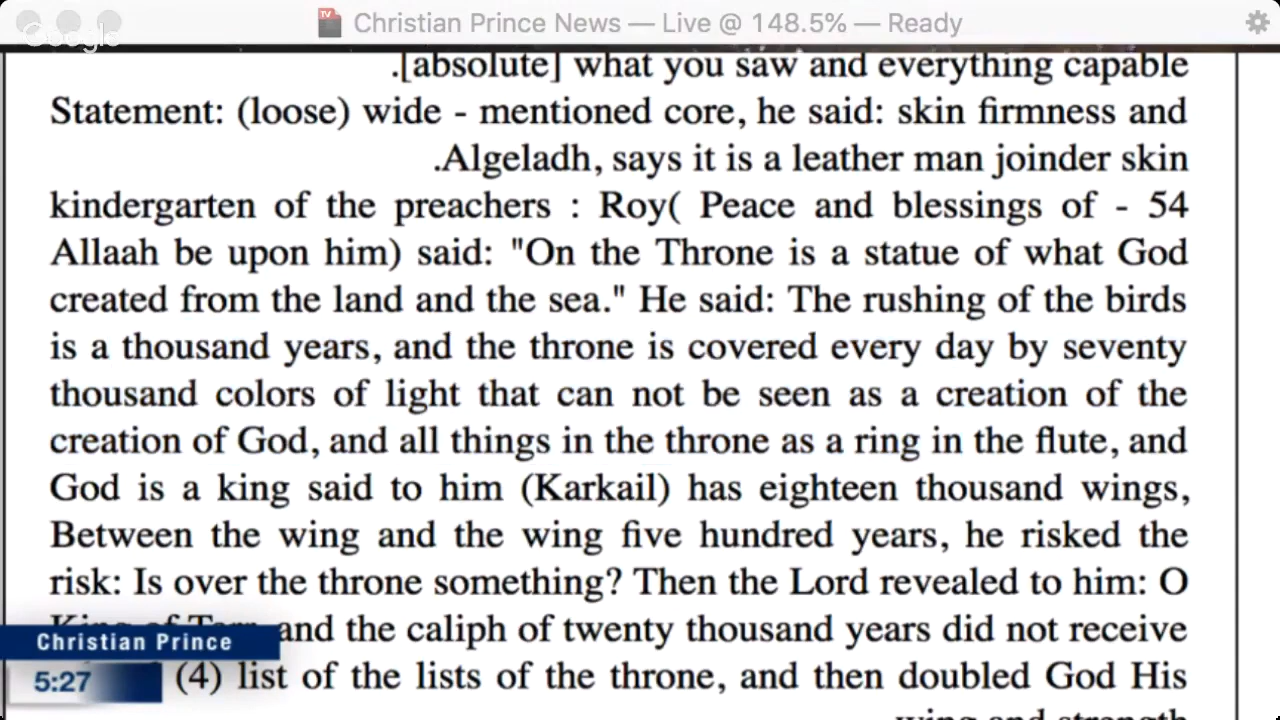 Christian Prince News — Live @ 148.5% — Ready
Google
.[absolute] what you saw and everything capable
Statement: (loose) wide - mentioned core, he said: skin firmness and
.Algeladh, says it is a leather man joinder skin
kindergarten of the preachers : Roy( Peace and blessings of - 54
Allaah be upon him) said: "On the Throne is a statue of what God
created from the land and the sea." He said: The rushing of the birds
is a thousand years, and the throne is covered every day by seventy
thousand colors of light that can not be seen as a creation of the
creation of God, and all things in the throne as a ring in the flute, and
God is a king said to him (Karkail) has eighteen thousand wings,
Between the wing and the wing five hundred years, he risked the
risk: Is over the throne something? Then the Lord revealed to him: O
King of and the caliph of twenty thousand years did not receive
(4) list of the lists of the throne, and then doubled God His
wing and strength
Christian Prince
5:27